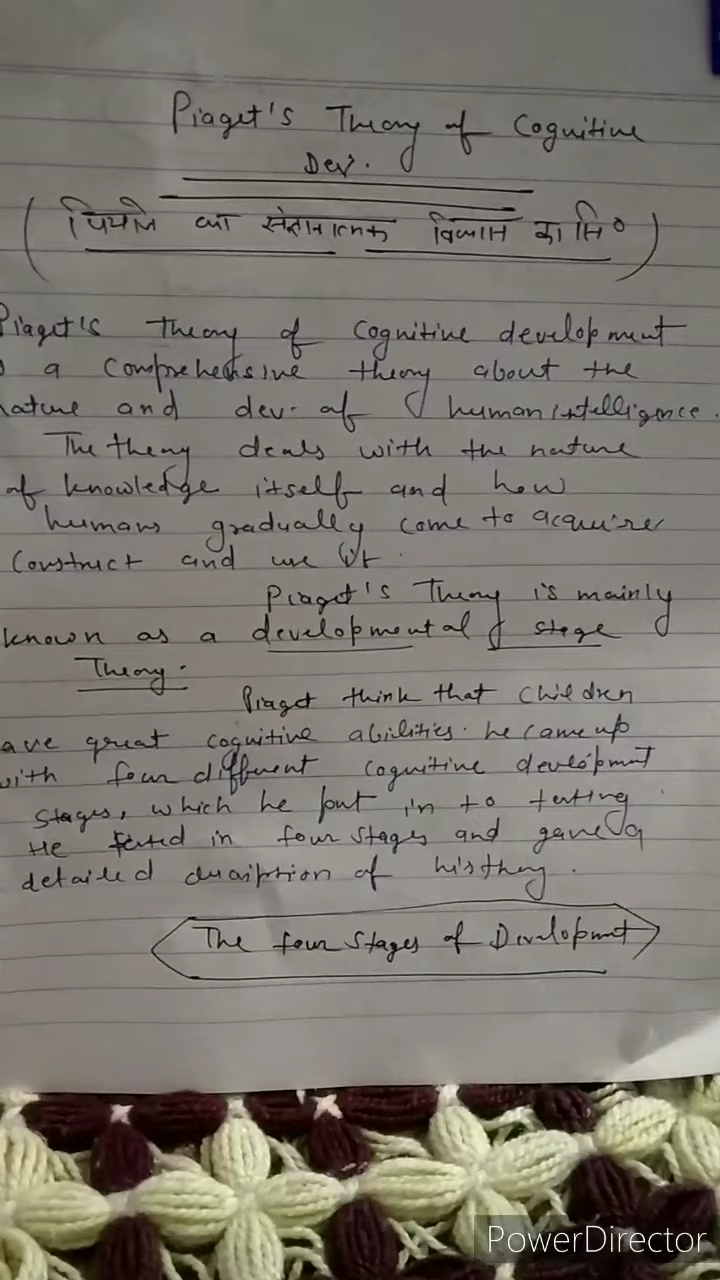 Piaget's Theory of Cognitive
Dev.
(पियाजे का संज्ञानात्मक विकास का सि०)
Piaget's theory of cognitive development
a comprehensive theory about the
nature and dev. of human intelligence.
The theory deals with the nature
of knowledge itself and how
humans gradually come to acquire
construct and use it.
Piaget's Theory is mainly
known as a developmental stage
Theory.
Piaget think that children
ave great cognitive abilities. he came up
with four different cognitive development
stages, which he put in to testing.
He tested in four stages and gave a
detailed description of his theory.
The four stages of Development
PowerDirector